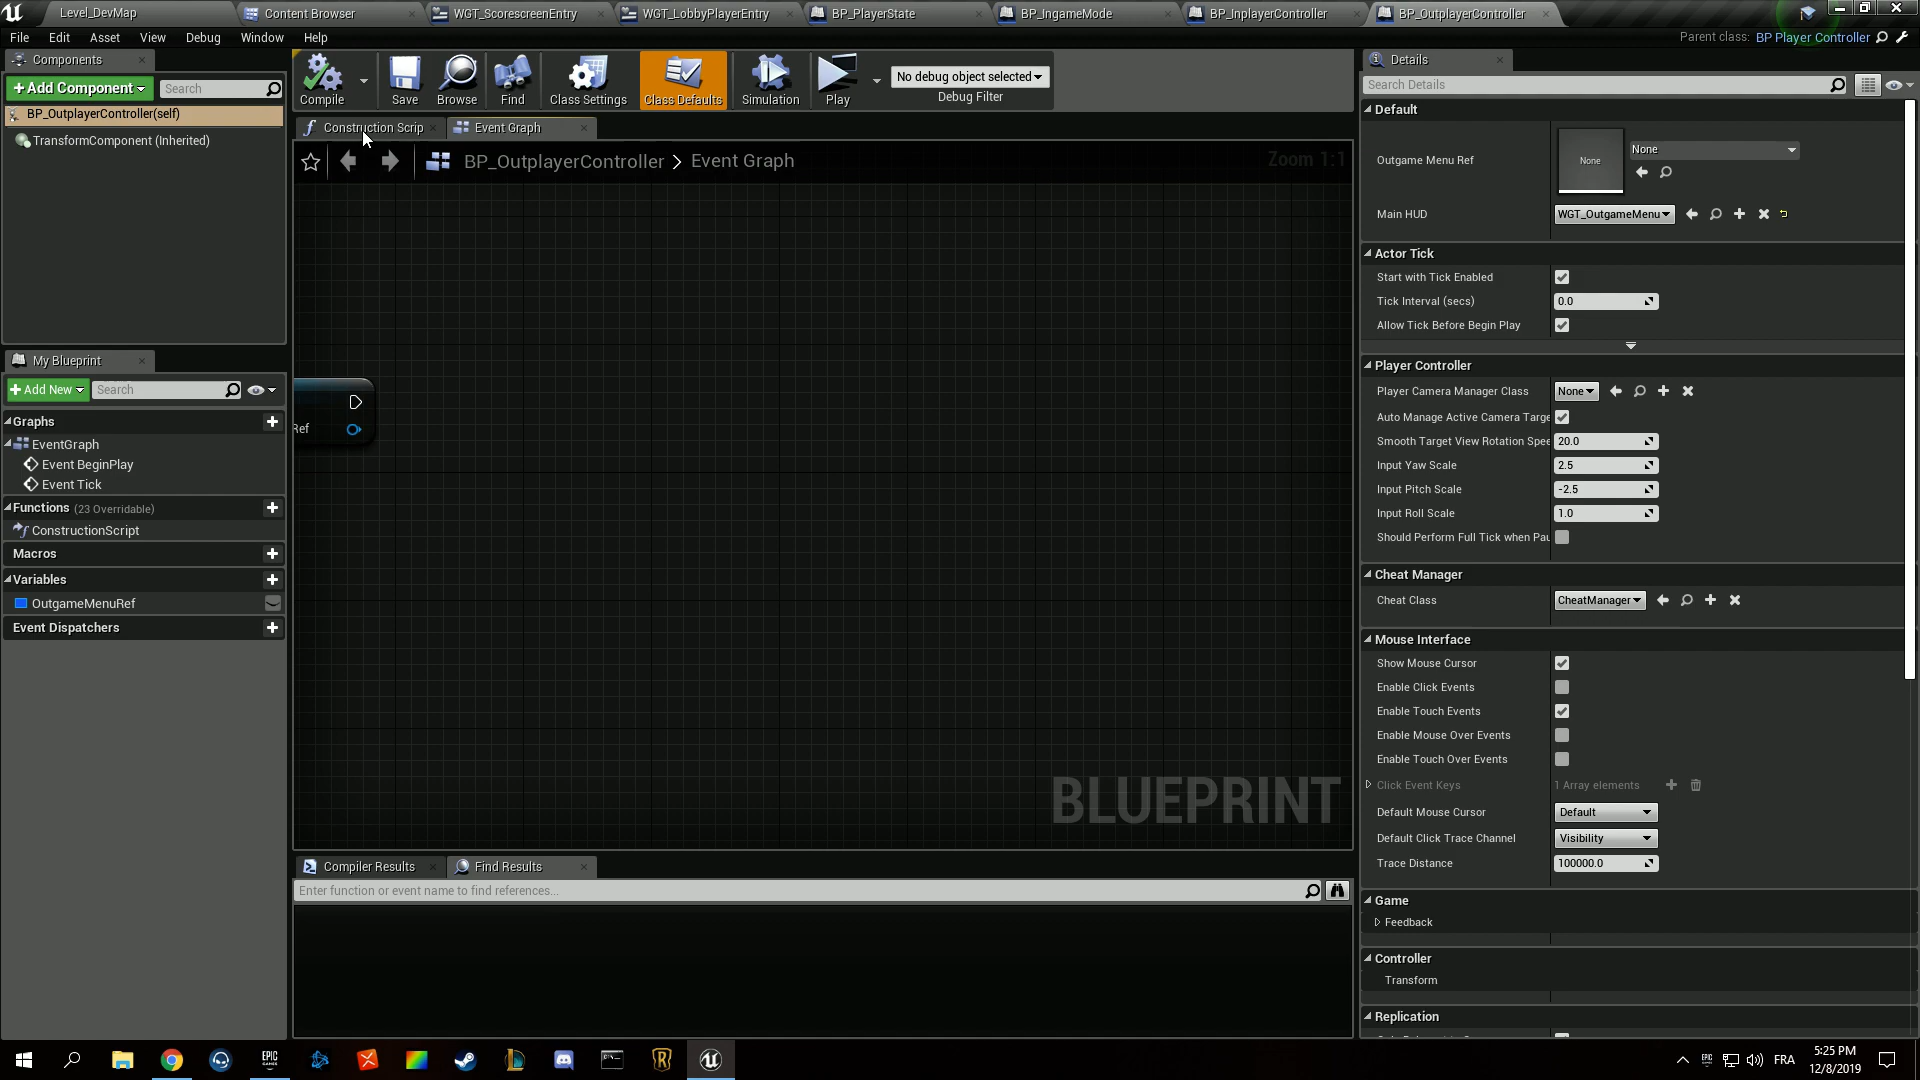 Level_DevMap
Content Browser
WGT_ScorescreenEntry
WGT_LobbyPlayerEntry
BP_PlayerState
BP_IngameMode
BP_InplayerController
BP_OutplayerController
File Edit Asset View Debug Window Help
Parent class: BP Player Controller
Components
+Add Component
Search
BP_OutplayerController(self)
TransformComponent (Inherited)
My Blueprint
+Add New
Search
Graphs
EventGraph
Event BeginPlay
Event Tick
Functions (23 Overridable)
ConstructionScript
Macros
Variables
OutgameMenuRef
Event Dispatchers
Compile
Save
Browse
Find
Class Settings
Class Defaults
Simulation
Play
No debug object selected
Debug Filter
Construction Scrip
Event Graph
BP_OutplayerController > Event Graph
Zoom 1:1
Ref
BLUEPRINT
Compiler Results
Find Results
Enter function or event name to find references...
Details
Search Details
Default
Outgame Menu Ref
None
None
Main HUD
WGT_OutgameMenu
Actor Tick
Start with Tick Enabled
Tick Interval (secs)
0.0
Allow Tick Before Begin Play
Player Controller
Player Camera Manager Class
None
Auto Manage Active Camera Targe
Smooth Target View Rotation Spee
20.0
Input Yaw Scale
2.5
Input Pitch Scale
-2.5
Input Roll Scale
1.0
Should Perform Full Tick when Pau
Cheat Manager
Cheat Class
CheatManager
Mouse Interface
Show Mouse Cursor
Enable Click Events
Enable Touch Events
Enable Mouse Over Events
Enable Touch Over Events
Click Event Keys
1 Array elements
Default Mouse Cursor
Default
Default Click Trace Channel
Visibility
Trace Distance
100000.0
Game
Feedback
Controller
Transform
Replication
EPIC
GAMES
FRA
5:25 PM
12/8/2019